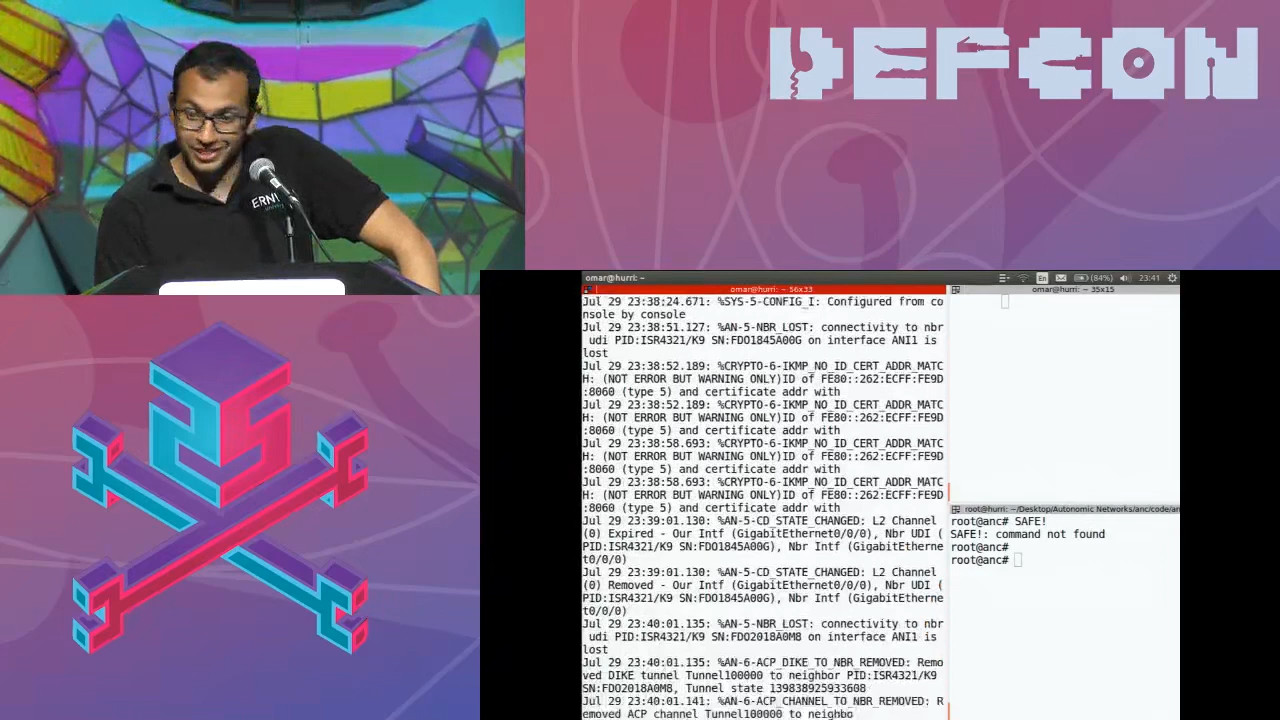 DEFCON
ERN
omar@hurri: ~
En
(84%)
23:41
omar@hurri: ~ 56x33
Jul 29 23:38:24.671: %SYS-5-CONFIG_I: Configured from co
nsole by console
Jul 29 23:38:51.127: %AN-5-NBR_LOST: connectivity to nbr
udi PID:ISR4321/K9 SN:FDO1845A00G on interface ANI1 is
lost
Jul 29 23:38:52.189: %CRYPTO-6-IKMP_NO_ID_CERT_ADDR_MATC
H: (NOT ERROR BUT WARNING ONLY)ID of FE80::262:ECFF:FE9D
:8060 (type 5) and certificate addr with
Jul 29 23:38:52.189: %CRYPTO-6-IKMP_NO_ID_CERT_ADDR_MATC
H: (NOT ERROR BUT WARNING ONLY)ID of FE80::262:ECFF:FE9D
:8060 (type 5) and certificate addr with
Jul 29 23:38:58.693: %CRYPTO-6-IKMP_NO_ID_CERT_ADDR_MATC
H: (NOT ERROR BUT WARNING ONLY)ID of FE80::262:ECFF:FE9D
:8060 (type 5) and certificate addr with
Jul 29 23:38:58.693: %CRYPTO-6-IKMP_NO_ID_CERT_ADDR_MATC
H: (NOT ERROR BUT WARNING ONLY)ID of FE80::262:ECFF:FE9D
:8060 (type 5) and certificate addr with
Jul 29 23:39:01.130: %AN-5-CD_STATE_CHANGED: L2 Channel
(0) Expired - Our Intf (GigabitEthernet0/0/0), Nbr UDI (
PID:ISR4321/K9 SN:FDO1845A00G), Nbr Intf (GigabitEtherne
t0/0/0)
Jul 29 23:39:01.130: %AN-5-CD_STATE_CHANGED: L2 Channel
(0) Removed - Our Intf (GigabitEthernet0/0/0), Nbr UDI (
PID:ISR4321/K9 SN:FDO1845A00G), Nbr Intf (GigabitEtherne
t0/0/0)
Jul 29 23:40:01.135: %AN-5-NBR_LOST: connectivity to nbr
udi PID:ISR4321/K9 SN:FDO2018A0M8 on interface ANI1 is
lost
Jul 29 23:40:01.135: %AN-6-ACP_DIKE_TO_NBR_REMOVED: Remo
ved DIKE tunnel Tunnel100000 to neighbor PID:ISR4321/K9
SN:FDO2018A0M8, Tunnel state 139838925933608
Jul 29 23:40:01.141: %AN-6-ACP_CHANNEL_TO_NBR_REMOVED: R
emoved ACP channel Tunnel100000 to neighbo
omar@hurri: ~ 35x15
root@hurri: ~/Desktop/Autonomic Networks/anc/code/an
root@anc# SAFE!
SAFE!: command not found
root@anc#
root@anc#